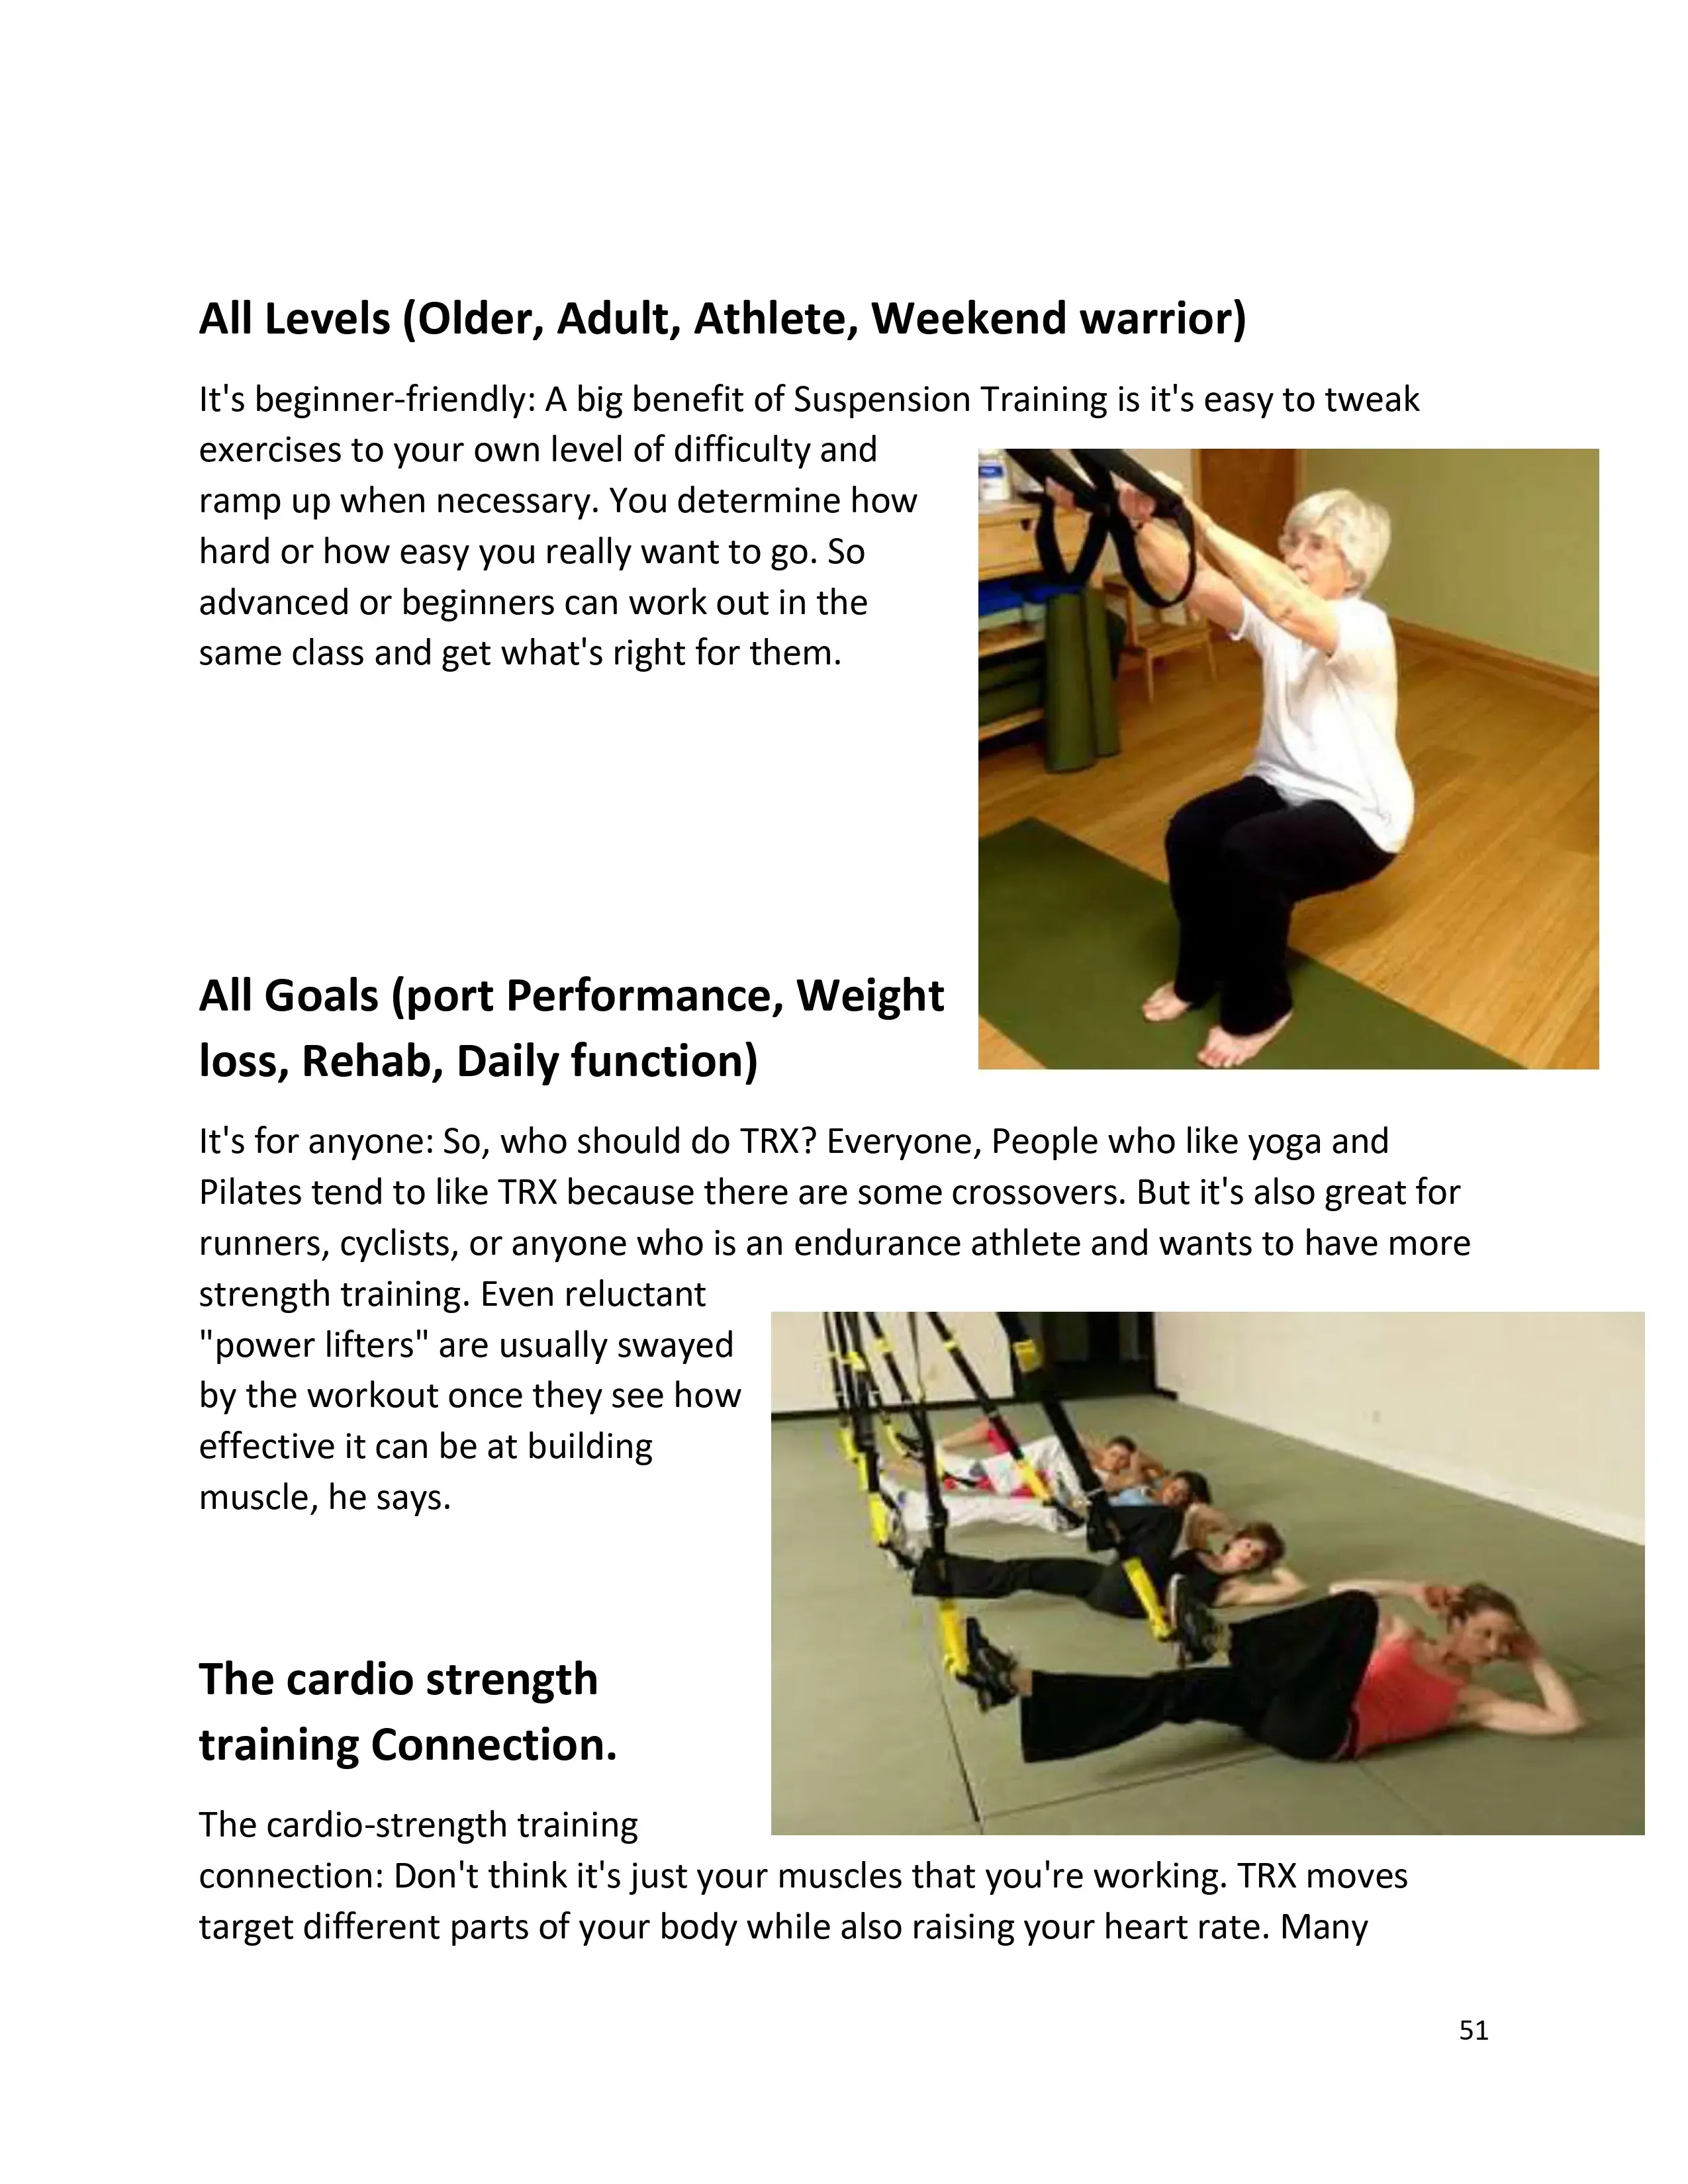 All Levels (Older, Adult, Athlete, Weekend warrior)
It's beginner-friendly: A big benefit of Suspension Training is it's easy to tweak
exercises to your own level of difficulty and
ramp up when necessary. You determine how
hard or how easy you really want to go. So
advanced or beginners can work out in the
same class and get what's right for them.
All Goals (port Performance, Weight
loss, Rehab, Daily function)
It's for anyone: So, who should do TRX? Everyone, People who like yoga and
Pilates tend to like TRX because there are some crossovers. But it's also great for
runners, cyclists, or anyone who is an endurance athlete and wants to have more
strength training. Even reluctant
"power lifters" are usually swayed
by the workout once they see how
effective it can be at building
muscle, he says.
The cardio strength
training Connection.
The cardio-strength training
connection: Don't think it's just your muscles that you're working. TRX moves
target different parts of your body while also raising your heart rate. Many
51